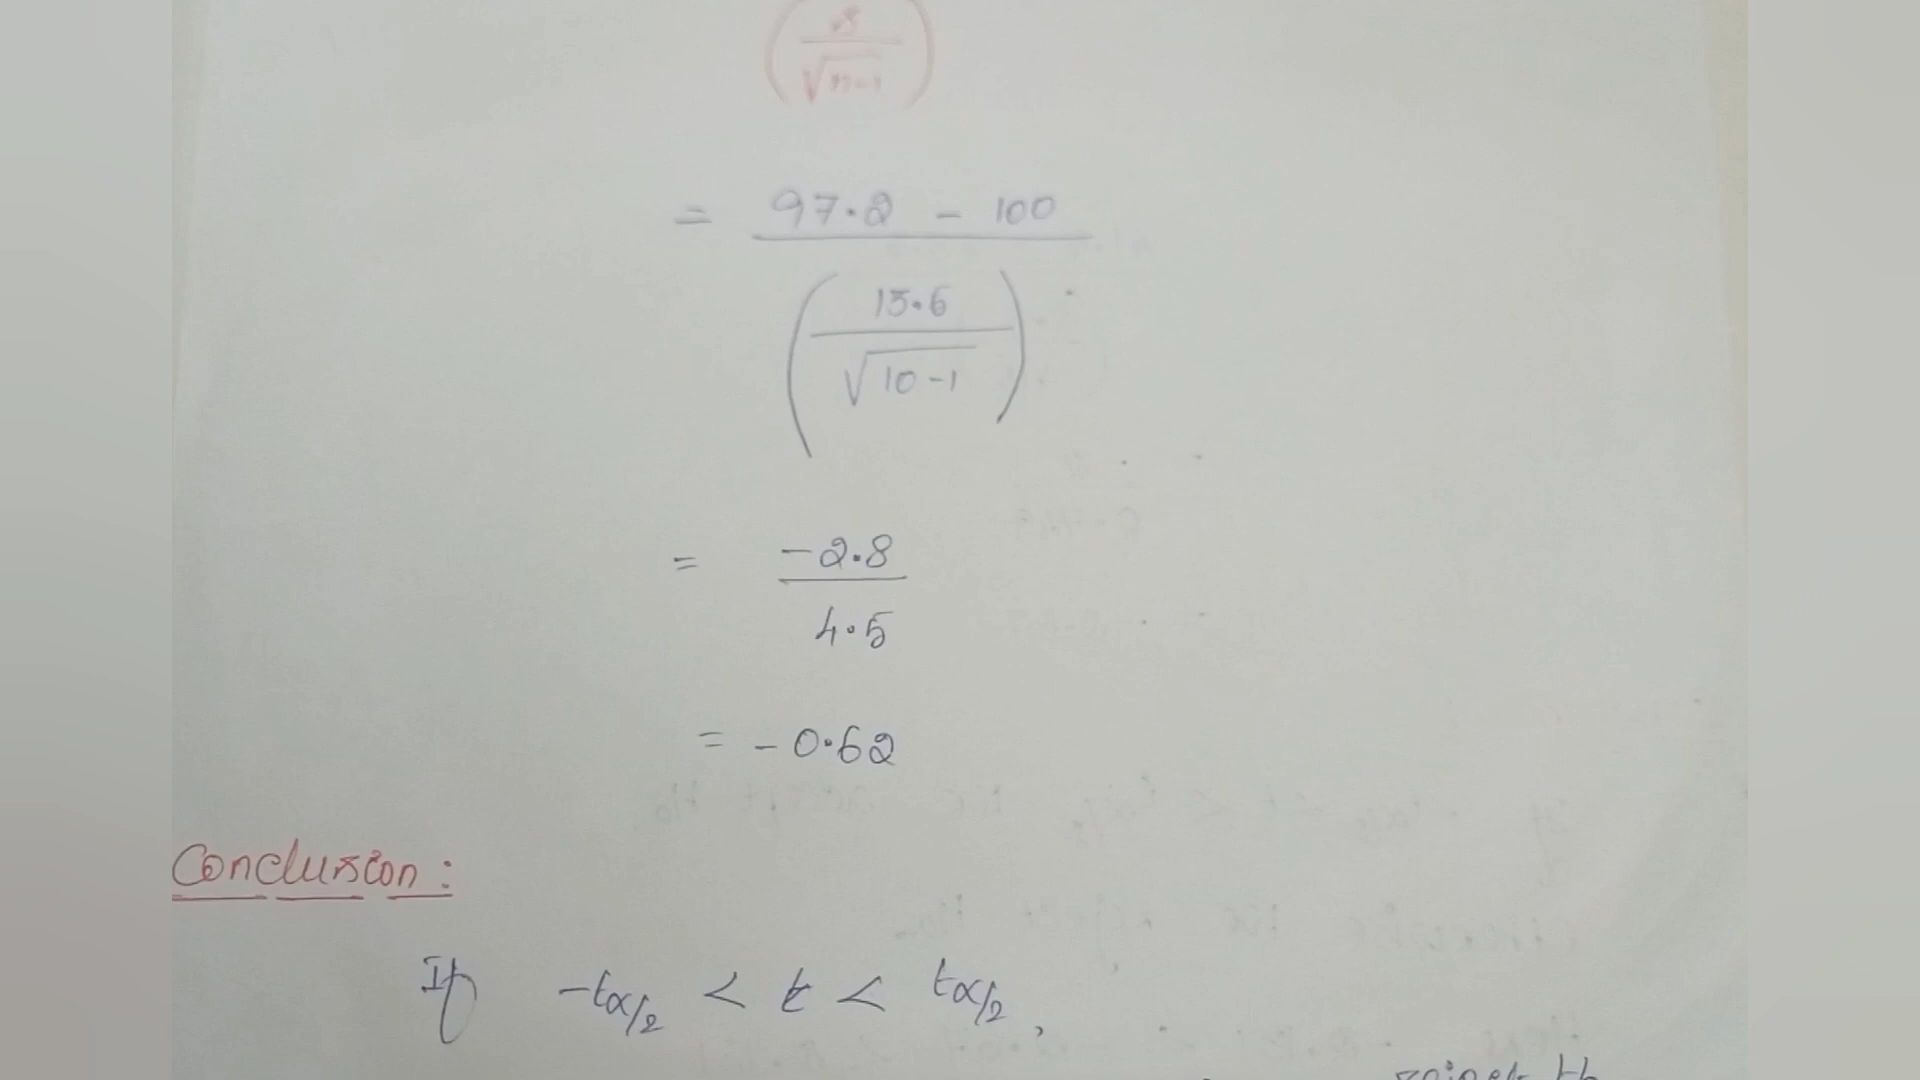 (s/√n-1)
= 97.2 - 100
(13.6/√10-1)
= -2.8/4.5
= -0.62
Conclusion:
If -tα/2 < t < tα/2,